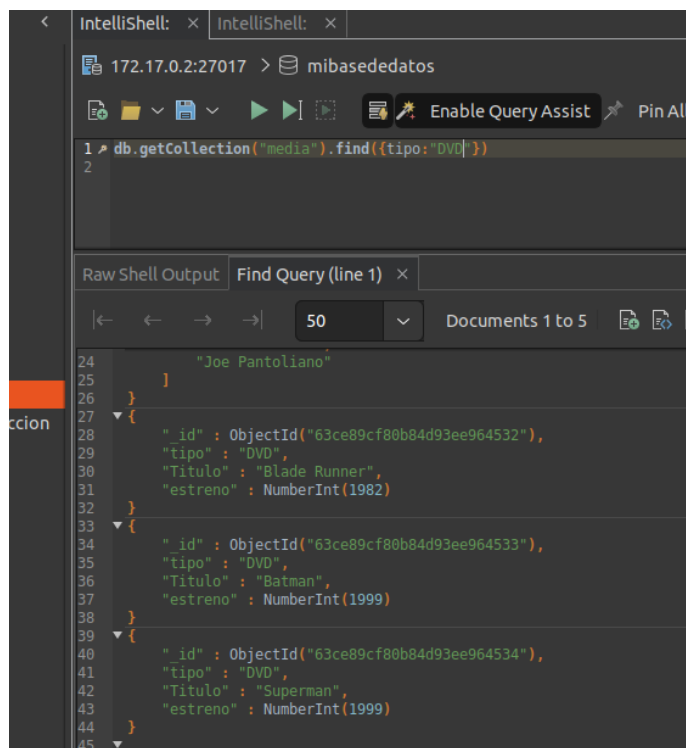 IntelliShell: × IntelliShell: ×
172.17.0.2:27017 > mibasededatos
Enable Query Assist Pin All
1 db.getCollection("media").find({tipo:"DVD"})
2
Raw Shell Output Find Query (line 1) ×
50 Documents 1 to 5
24 "Joe Pantoliano"
25 ]
26 }
ccion
27 {
28 "_id" : ObjectId("63ce89cf80b84d93ee964532"),
29 "tipo" : "DVD",
30 "Titulo" : "Blade Runner",
31 "estreno" : NumberInt(1982)
32 }
33 {
34 "_id" : ObjectId("63ce89cf80b84d93ee964533"),
35 "tipo" : "DVD",
36 "Titulo" : "Batman",
37 "estreno" : NumberInt(1999)
38 }
39 {
40 "_id" : ObjectId("63ce89cf80b84d93ee964534"),
41 "tipo" : "DVD",
42 "Titulo" : "Superman",
43 "estreno" : NumberInt(1999)
44 }
45